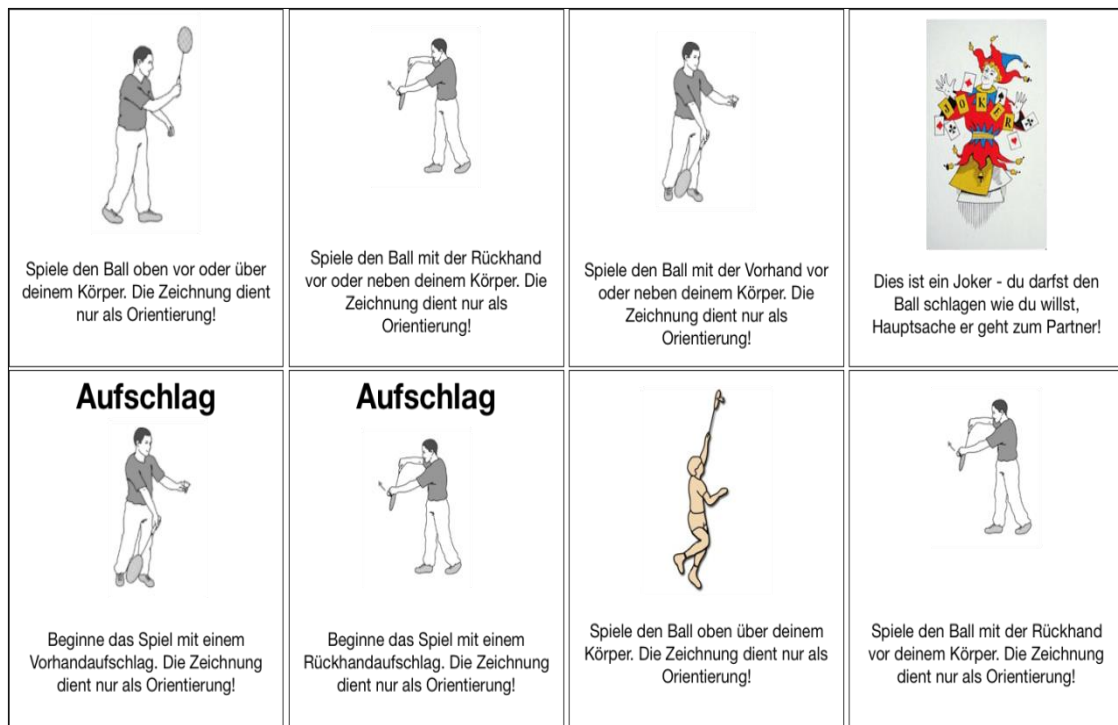 JOKER
Spiele den Ball oben vor oder über
deinem Körper. Die Zeichnung dient
nur als Orientierung!
Spiele den Ball mit der Rückhand
vor oder neben deinem Körper. Die
Zeichnung dient nur als
Orientierung!
Spiele den Ball mit der Vorhand vor
oder neben deinem Körper. Die
Zeichnung dient nur als
Orientierung!
Dies ist ein Joker - du darfst den
Ball schlagen wie du willst,
Hauptsache er geht zum Partner!
Aufschlag
Beginne das Spiel mit einem
Vorhandaufschlag. Die Zeichnung
dient nur als Orientierung!
Aufschlag
Beginne das Spiel mit einem
Rückhandaufschlag. Die Zeichnung
dient nur als Orientierung!
Spiele den Ball oben über deinem
Körper. Die Zeichnung dient nur als
Orientierung!
Spiele den Ball mit der Rückhand
vor deinem Körper. Die Zeichnung
dient nur als Orientierung!